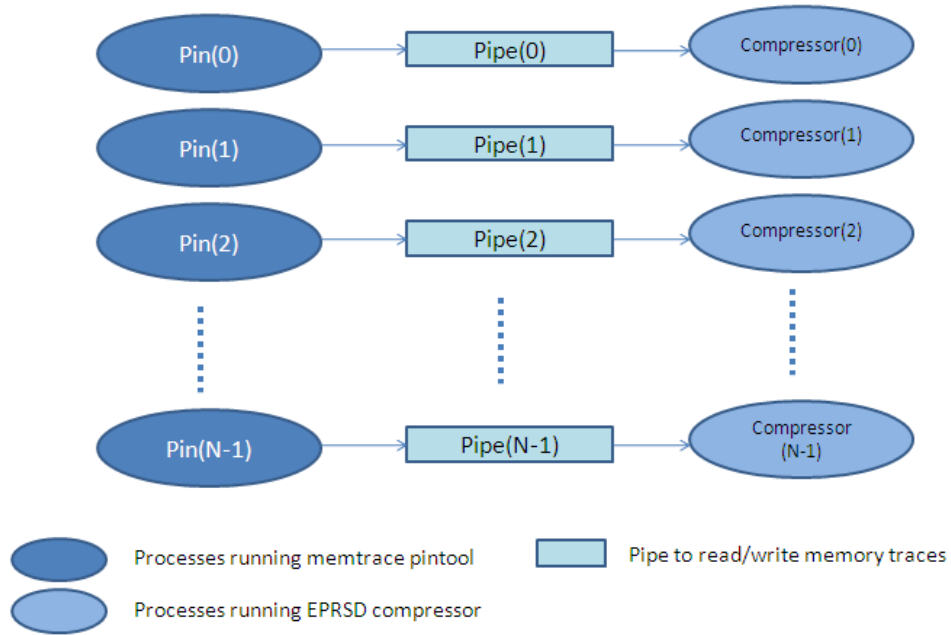 Pin(0)
Pipe(0)
Compressor(0)
Pin(1)
Pipe(1)
Compressor(1)
Pin(2)
Pipe(2)
Compressor(2)
Pin(N-1)
Pipe(N-1)
Compressor
(N-1)
Processes running memtrace pintool
Pipe to read/write memory traces
Processes running EPRSD compressor